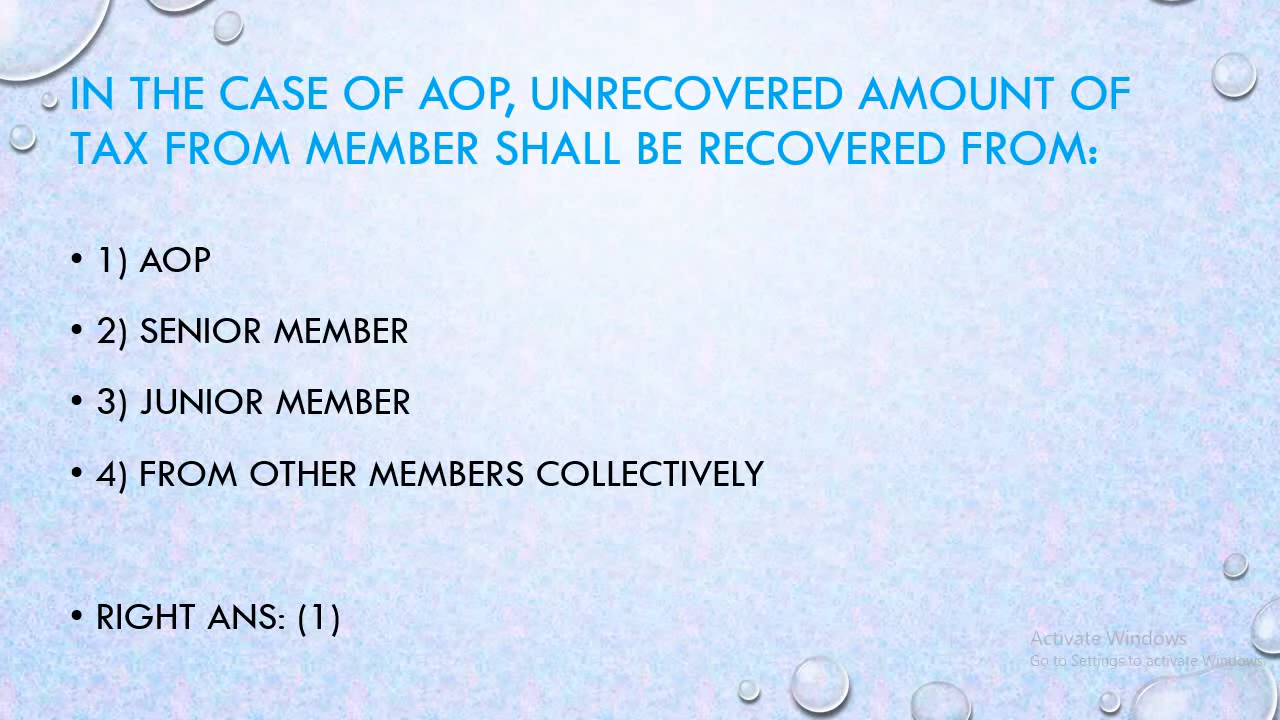 IN THE CASE OF AOP, UNRECOVERED AMOUNT OF
TAX FROM MEMBER SHALL BE RECOVERED FROM:
• 1) AOP
• 2) SENIOR MEMBER
• 3) JUNIOR MEMBER
• 4) FROM OTHER MEMBERS COLLECTIVELY
• RIGHT ANS: (1)
Activate Windows
Go to Settings to activate Windows.